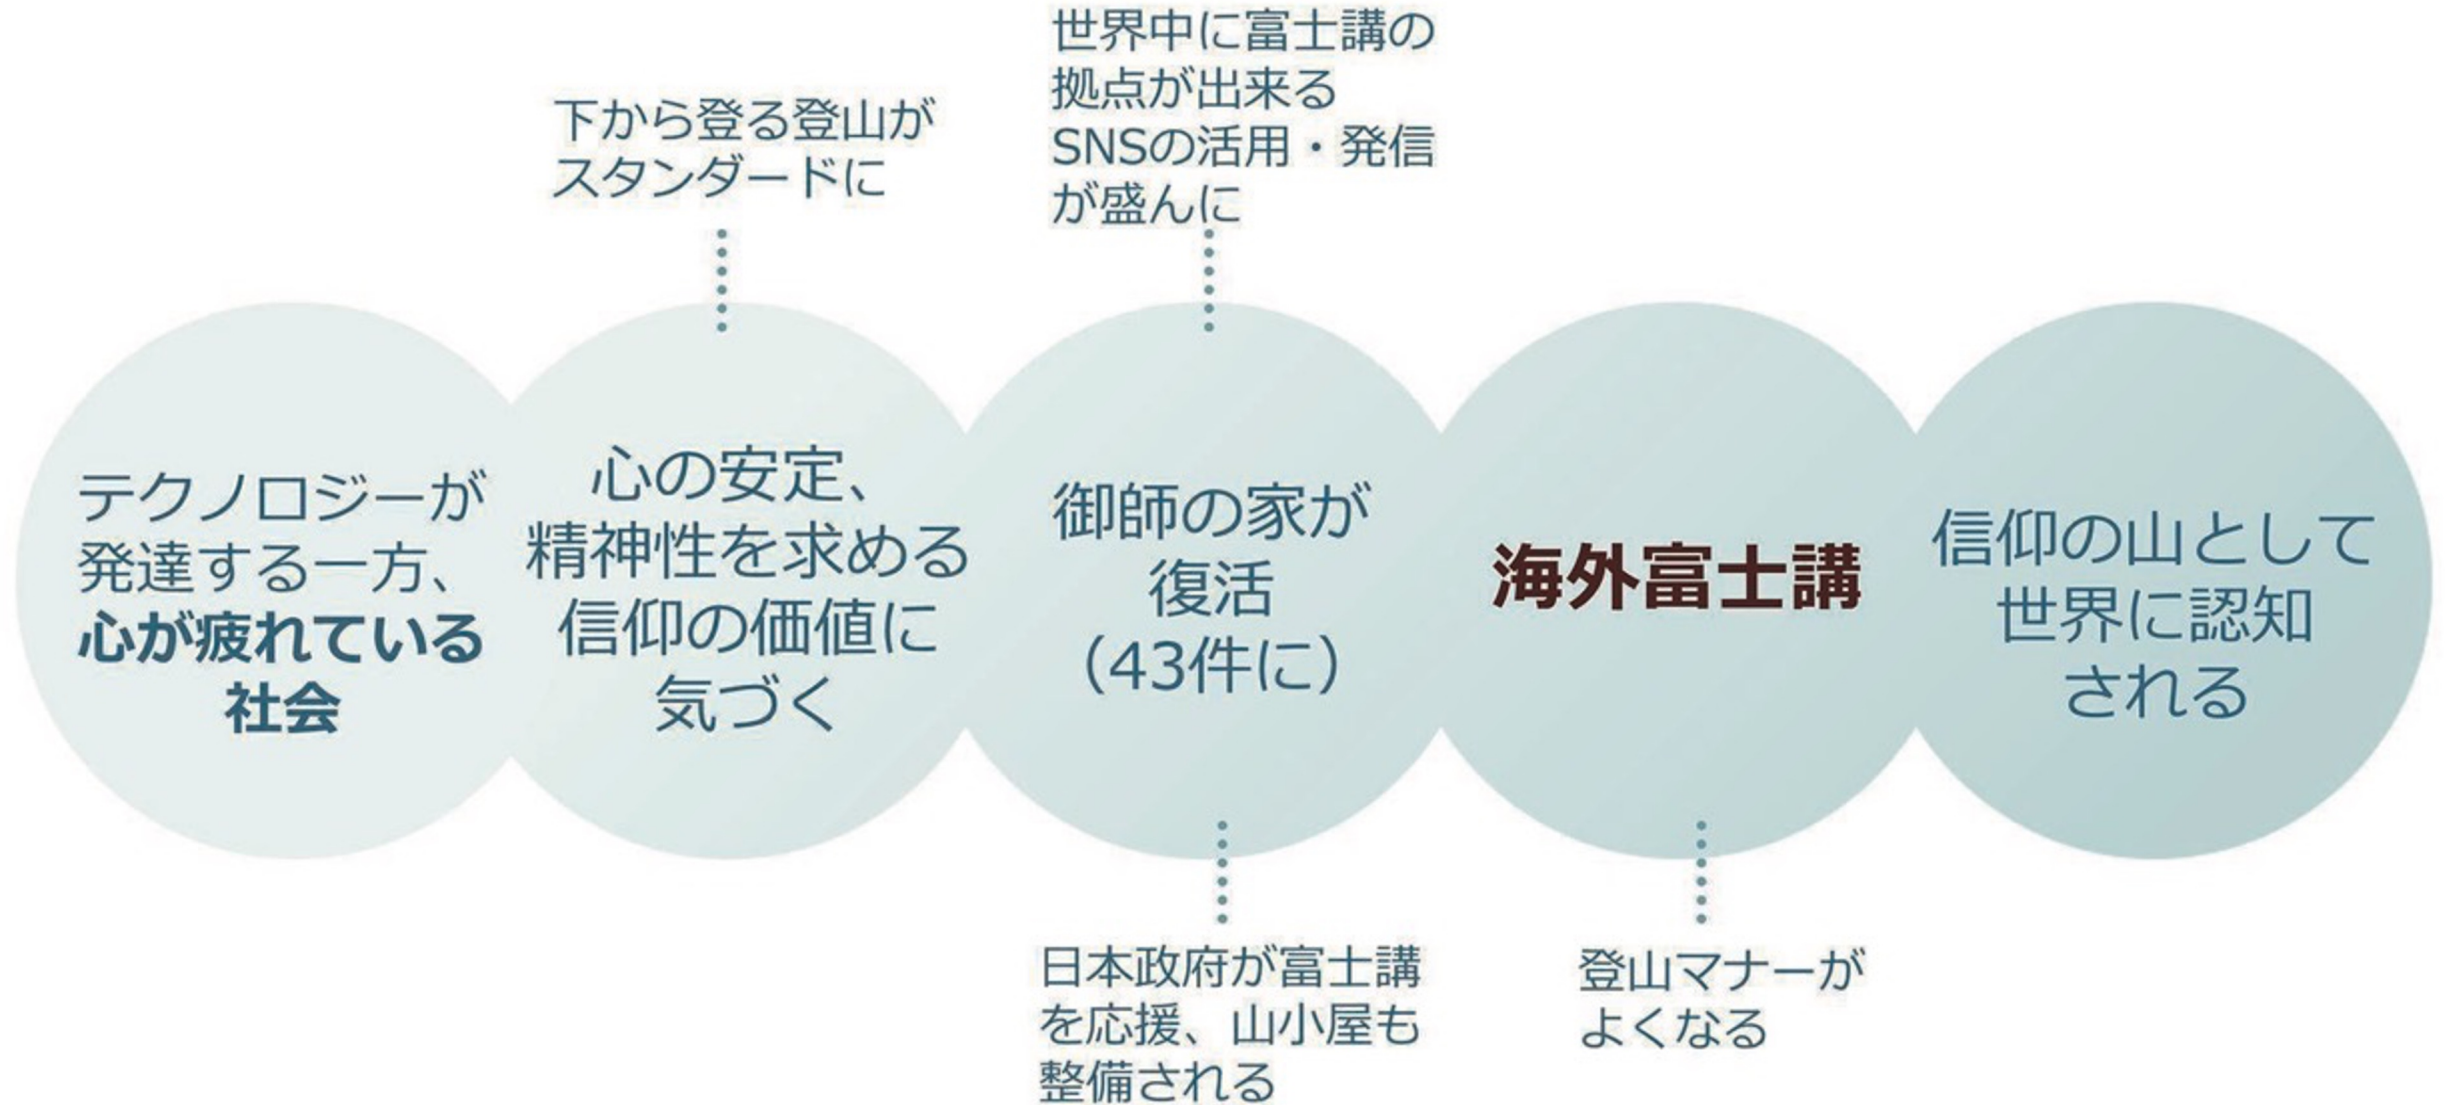 世界中に富士講の
拠点が出来る
SNSの活用・発信
が盛んに
下から登る登山が
スタンダードに
テクノロジーが
発達する一方、
心が疲れている
社会
心の安定、
精神性を求める
信仰の価値に
気づく
御師の家が
復活
（43件に）
海外富士講
信仰の山として
世界に認知
される
日本政府が富士講
を応援、山小屋も
整備される
登山マナーが
よくなる